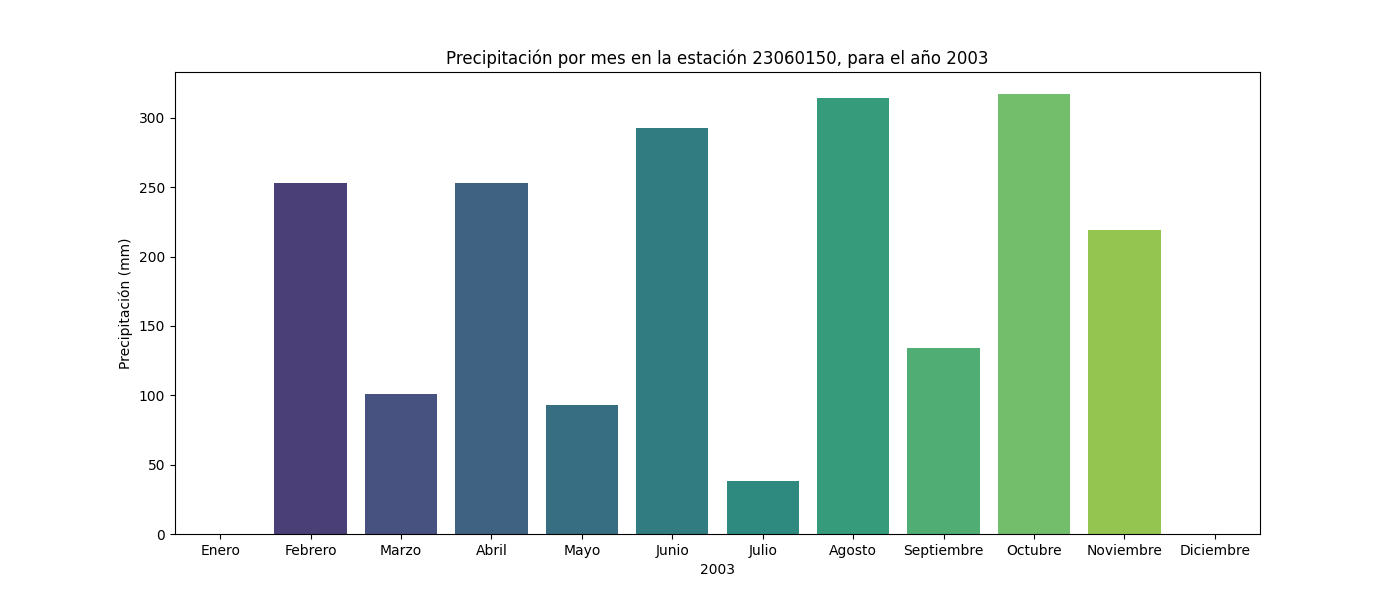 Precipitación por mes en la estación 23060150, para el año 2003
Precipitación (mm)
300
250
200
150
100
50
0
Enero Febrero Marzo Abril Mayo Junio Julio Agosto Septiembre Octubre Noviembre Diciembre
2003